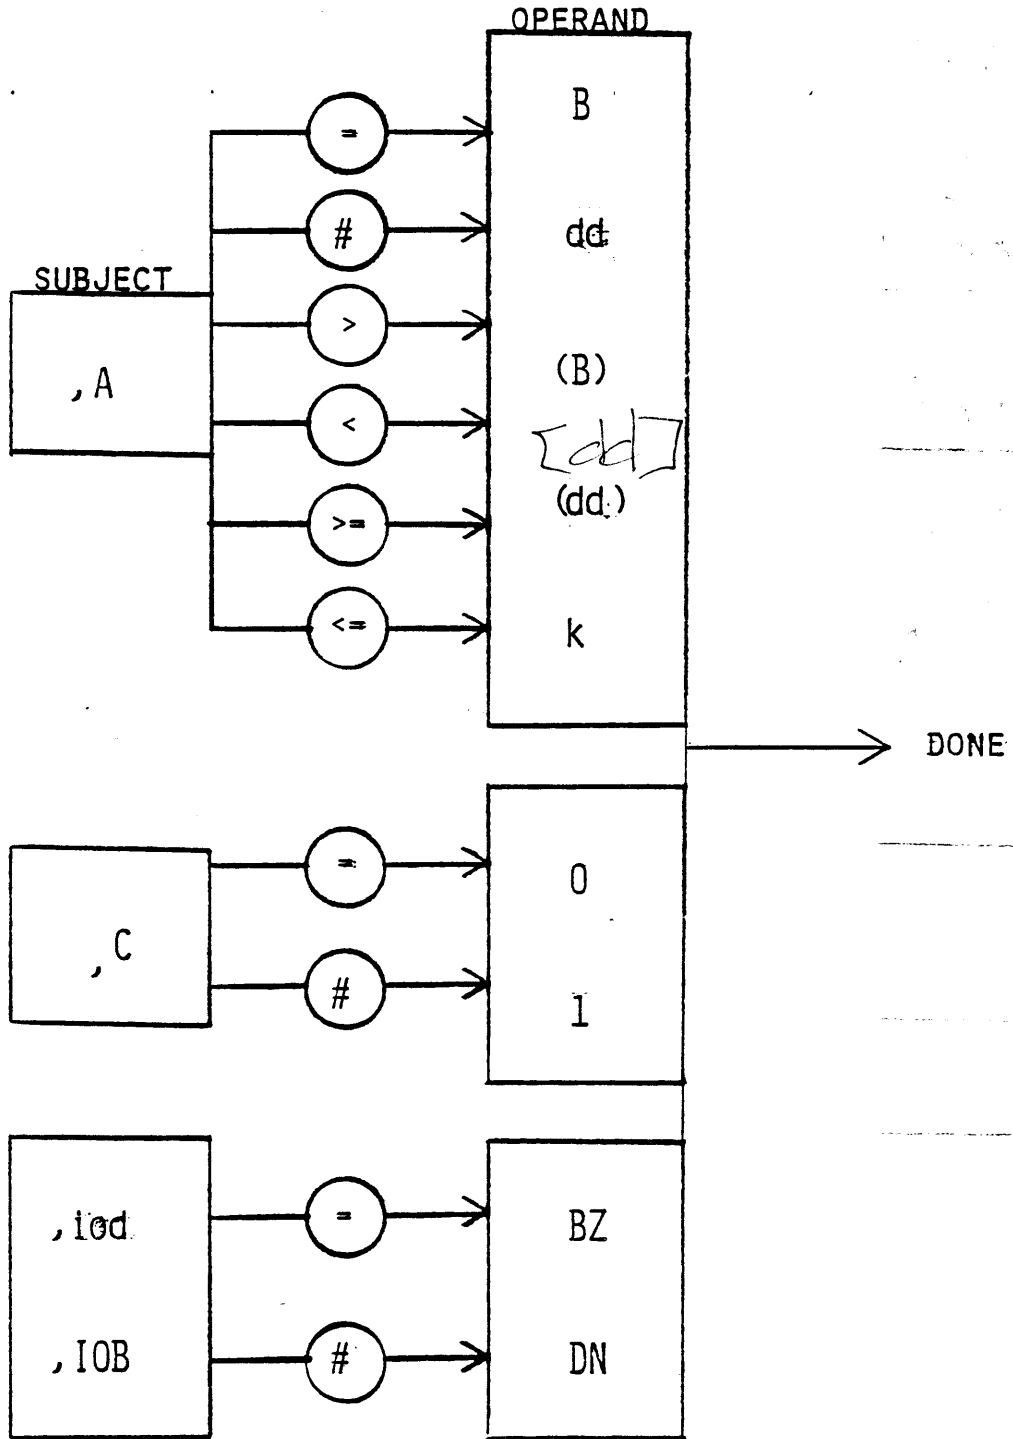 OPERAND
SUBJECT
,A
=
#
>
<
>=
<=
B
dd
(B)
[dd]
(dd)
k
DONE
,C
=
#
0
1
,iod
,IOB
=
#
BZ
DN